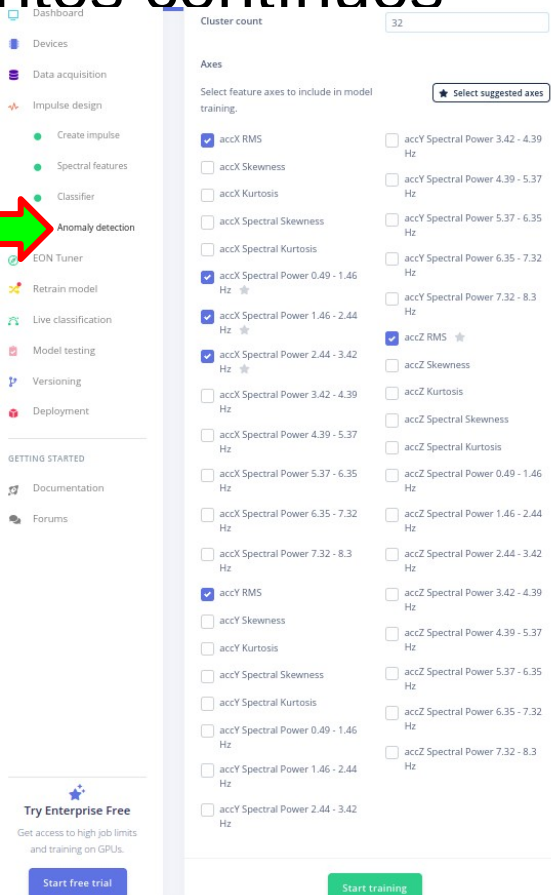 ntos continuos
Dashboard
Devices
Data acquisition
Impulse design
Create impulse
Spectral features
Classifier
Anomaly detection
EON Tuner
Retrain model
Live classification
Model testing
Versioning
Deployment
GETTING STARTED
Documentation
Forums
Try Enterprise Free
Get access to high job limits
and training on GPUs.
Start free trial
Cluster count
32
Axes
Select feature axes to include in model
training.
Select suggested axes
accX RMS
accX Skewness
accX Kurtosis
accX Spectral Skewness
accX Spectral Kurtosis
accX Spectral Power 0.49 - 1.46
Hz
accX Spectral Power 1.46 - 2.44
Hz
accX Spectral Power 2.44 - 3.42
Hz
accX Spectral Power 3.42 - 4.39
Hz
accX Spectral Power 4.39 - 5.37
Hz
accX Spectral Power 5.37 - 6.35
Hz
accX Spectral Power 6.35 - 7.32
Hz
accX Spectral Power 7.32 - 8.3
Hz
accY RMS
accY Skewness
accY Kurtosis
accY Spectral Skewness
accY Spectral Kurtosis
accY Spectral Power 0.49 - 1.46
Hz
accY Spectral Power 1.46 - 2.44
Hz
accY Spectral Power 2.44 - 3.42
Hz
accY Spectral Power 3.42 - 4.39
Hz
accY Spectral Power 4.39 - 5.37
Hz
accY Spectral Power 5.37 - 6.35
Hz
accY Spectral Power 6.35 - 7.32
Hz
accY Spectral Power 7.32 - 8.3
Hz
accZ RMS
accZ Skewness
accZ Kurtosis
accZ Spectral Skewness
accZ Spectral Kurtosis
accZ Spectral Power 0.49 - 1.46
Hz
accZ Spectral Power 1.46 - 2.44
Hz
accZ Spectral Power 2.44 - 3.42
Hz
accZ Spectral Power 3.42 - 4.39
Hz
accZ Spectral Power 4.39 - 5.37
Hz
accZ Spectral Power 5.37 - 6.35
Hz
accZ Spectral Power 6.35 - 7.32
Hz
accZ Spectral Power 7.32 - 8.3
Hz
Start training